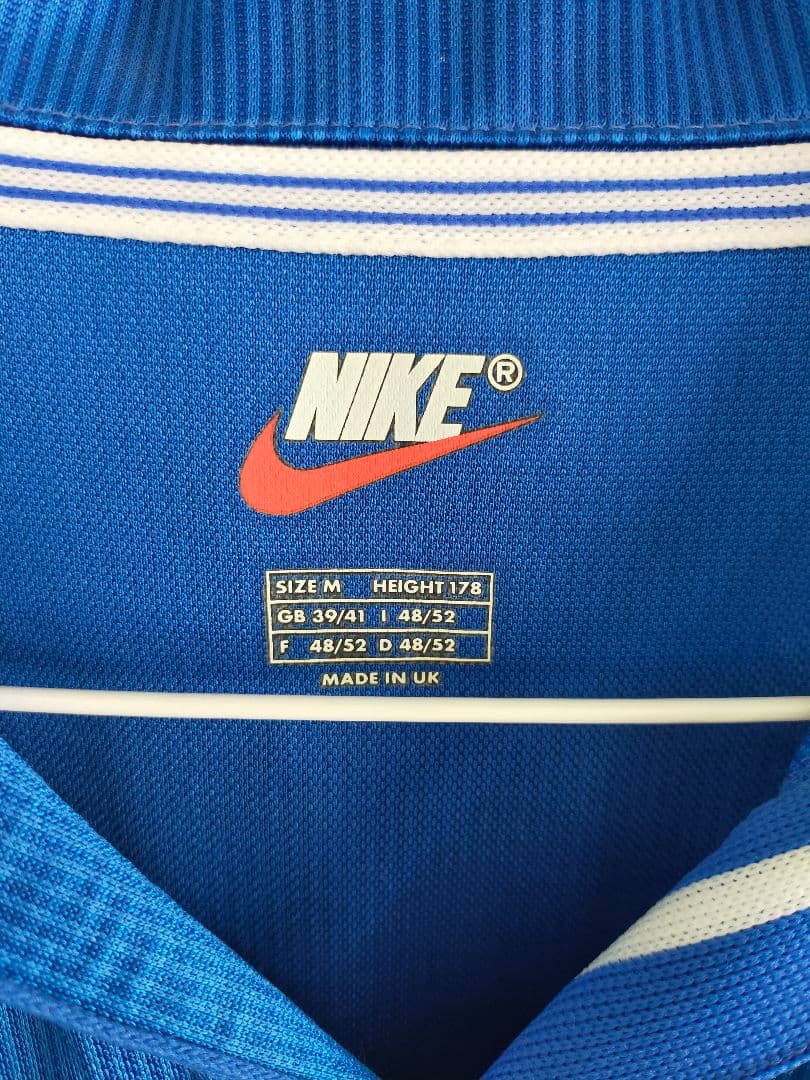 NIKE®
SIZE M HEIGHT 178
GB 39/41 I 48/52
F 48/52 D 48/52
MADE IN UK